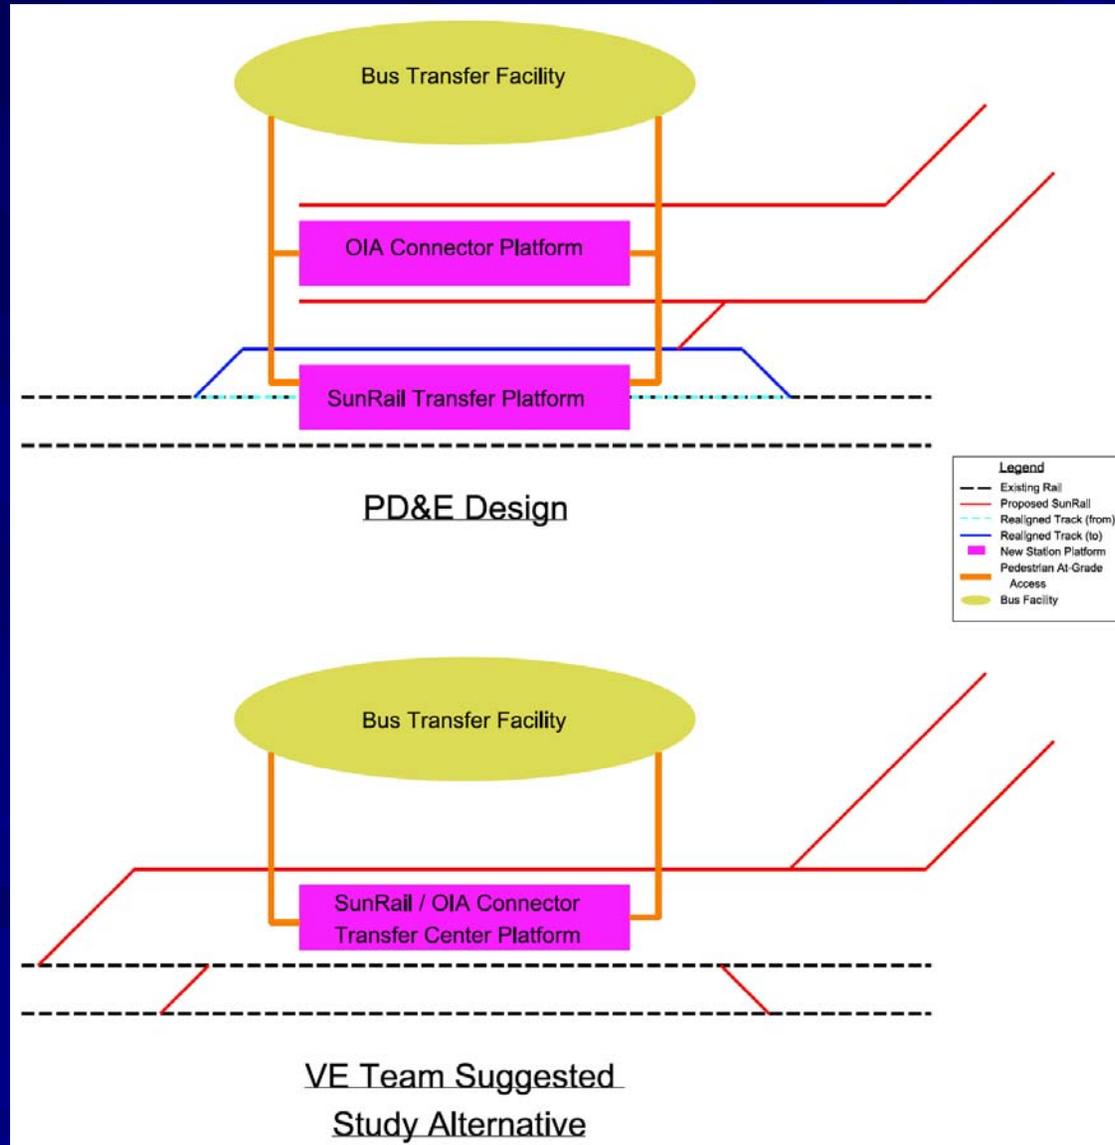 Bus Transfer Facility
OIA Connector Platform
SunRail Transfer Platform
PD&E Design
Legend
Existing Rail
Proposed SunRail
Realigned Track (from)
Realigned Track (to)
New Station Platform
Pedestrian At-Grade
Access
Bus Facility
Bus Transfer Facility
SunRail / OIA Connector
Transfer Center Platform
VE Team Suggested
Study Alternative